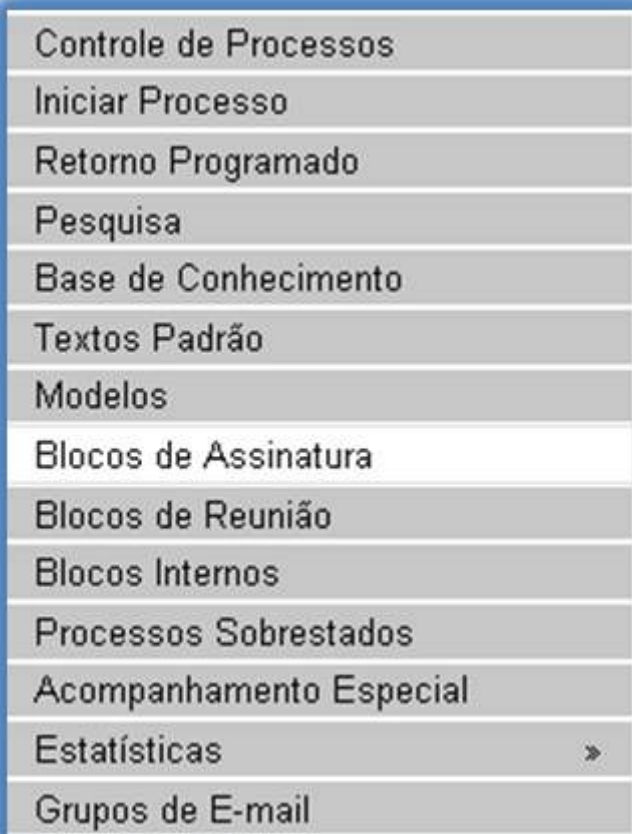 Controle de Processos
Iniciar Processo
Retorno Programado
Pesquisa
Base de Conhecimento
Textos Padrão
Modelos
Blocos de Assinatura
Blocos de Reunião
Blocos Internos
Processos Sobrestados
Acompanhamento Especial
Estatísticas »
Grupos de E-mail